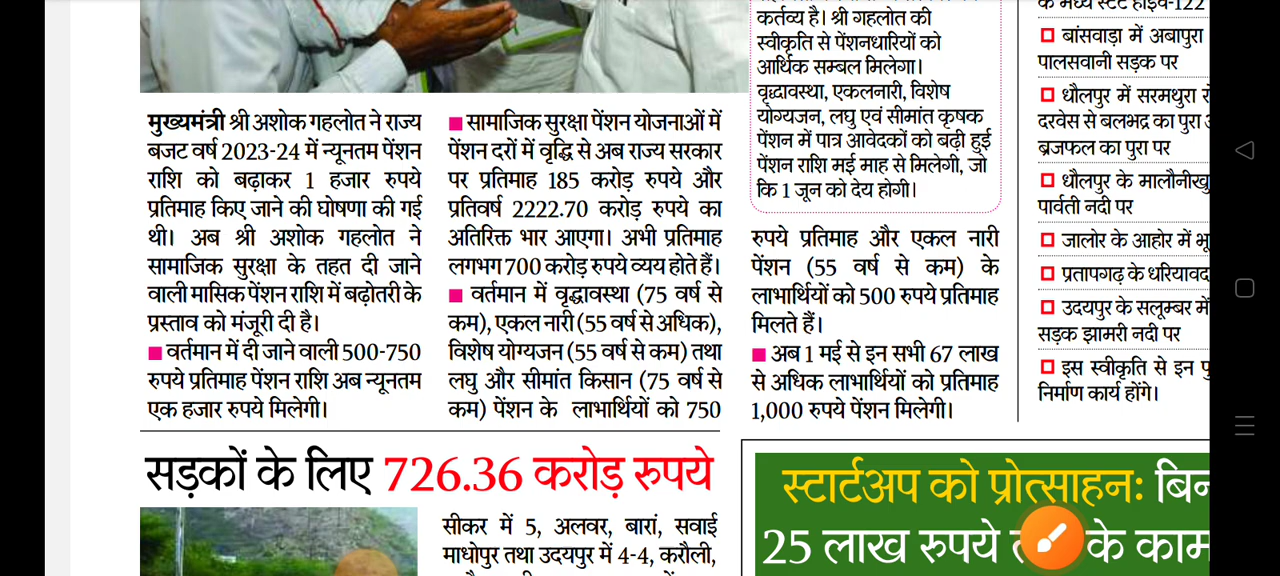 मुख्यमंत्री श्री अशोक गहलोत ने राज्य
बजट वर्ष 2023-24 में न्यूनतम पेंशन
राशि को बढ़ाकर 1 हजार रुपये
प्रतिमाह किए जाने की घोषणा की गई
थी। अब श्री अशोक गहलोत ने
सामाजिक सुरक्षा के तहत दी जाने
वाली मासिक पेंशन राशि में बढ़ोतरी के
प्रस्ताव को मंजूरी दी है।
वर्तमान में दी जाने वाली 500-750
रुपये प्रतिमाह पेंशन राशि अब न्यूनतम
एक हजार रुपये मिलेगी।
सामाजिक सुरक्षा पेंशन योजनाओं में
पेंशन दरों में वृद्धि से अब राज्य सरकार
पर प्रतिमाह 185 करोड़ रुपये और
प्रतिवर्ष 2222.70 करोड़ रुपये का
अतिरिक्त भार आएगा। अभी प्रतिमाह
लगभग 700 करोड़ रुपये व्यय होते हैं।
वर्तमान में वृद्धावस्था (75 वर्ष से
कम), एकल नारी (55 वर्ष से अधिक),
विशेष योग्यजन (55 वर्ष से कम) तथा
लघु और सीमांत किसान (75 वर्ष से
कम) पेंशन के लाभार्थियों को 750
कर्तव्य है। श्री गहलोत की
स्वीकृति से पेंशनधारियों को
आर्थिक सम्बल मिलेगा।
वृद्धावस्था, एकलनारी, विशेष
योग्यजन, लघु एवं सीमांत कृषक
पेंशन में पात्र आवेदकों को बढ़ी हुई
पेंशन राशि मई माह से मिलेगी, जो
कि 1 जून को देय होगी।
रुपये प्रतिमाह और एकल नारी
पेंशन (55 वर्ष से कम) के
लाभार्थियों को 500 रुपये प्रतिमाह
मिलते हैं।
अब 1 मई से इन सभी 67 लाख
से अधिक लाभार्थियों को प्रतिमाह
1,000 रुपये पेंशन मिलेगी।
के मध्य स्टेट हाईवे-122
बांसवाड़ा में अबापुरा
पालसवानी सड़क पर
धौलपुर में सरमथुरा
दरवेस से बलभद्र का पुरा
ब्रजफल का पुरा पर
धौलपुर के मालौनीखु
पार्वती नदी पर
जालोर के आहोर में
प्रतापगढ़ के धरियावद
उदयपुर के सलूम्बर में
सड़क झामरी नदी पर
इस स्वीकृति से इन
निर्माण कार्य होंगे।
सड़कों के लिए 726.36 करोड़ रुपये
सीकर में 5, अलवर, बारां, सवाई
माधोपुर तथा उदयपुर में 4-4, करौली,
स्टार्टअप को प्रोत्साहनः
25 लाख रुपये के काम